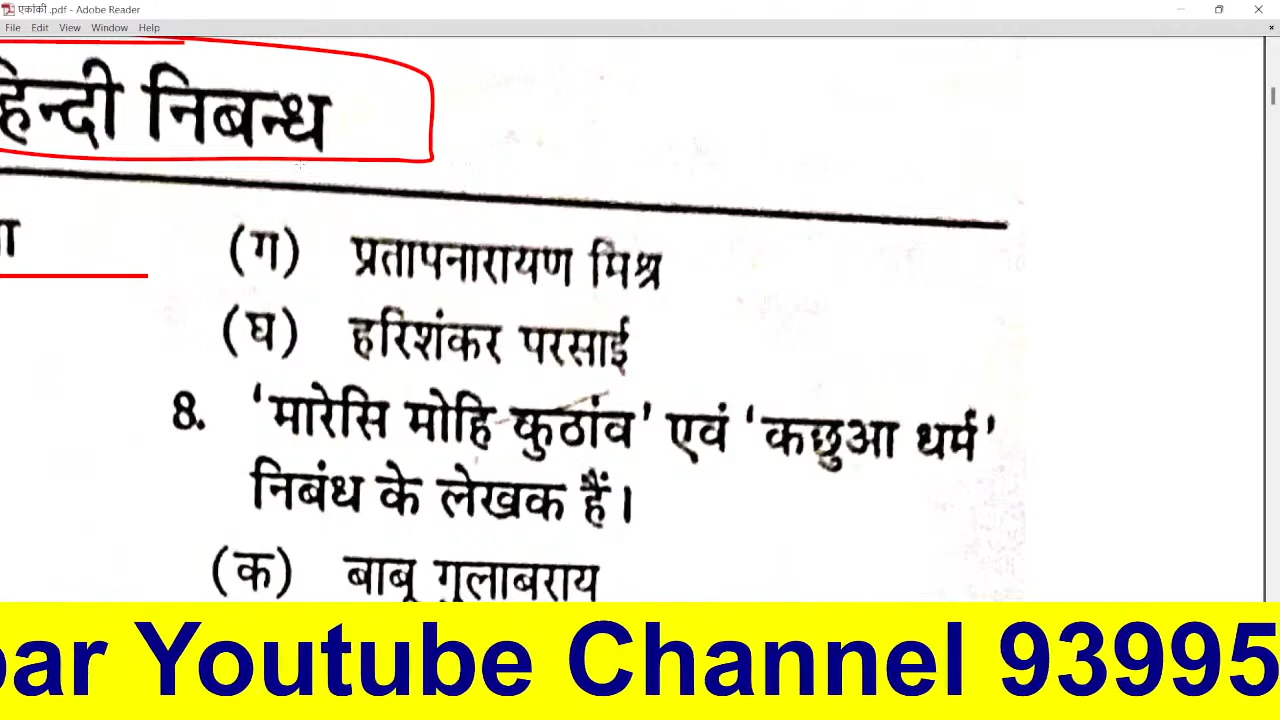 एकांकी .pdf - Adobe Reader
File Edit View Window Help
हिन्दी निबन्ध
(ग) प्रतापनारायण मिश्र
(घ) हरिशंकर परसाई
8. 'मारेसि मोहि कुठांव' एवं 'कछुआ धर्म'
निबंध के लेखक हैं।
(क) बाबू गुलाबराय
bar Youtube Channel 93995